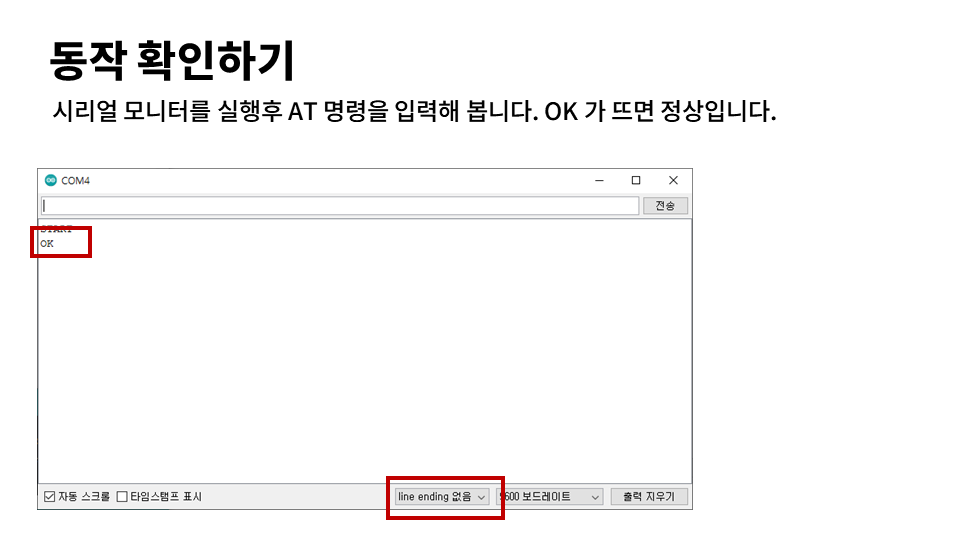 동작 확인하기
시리얼 모니터를 실행후 AT 명령을 입력해 봅니다. OK 가 뜨면 정상입니다.
COM4
전송
START
OK
자동 스크롤 타임스탬프 표시 line ending 없음 9600 보드레이트 출력 지우기